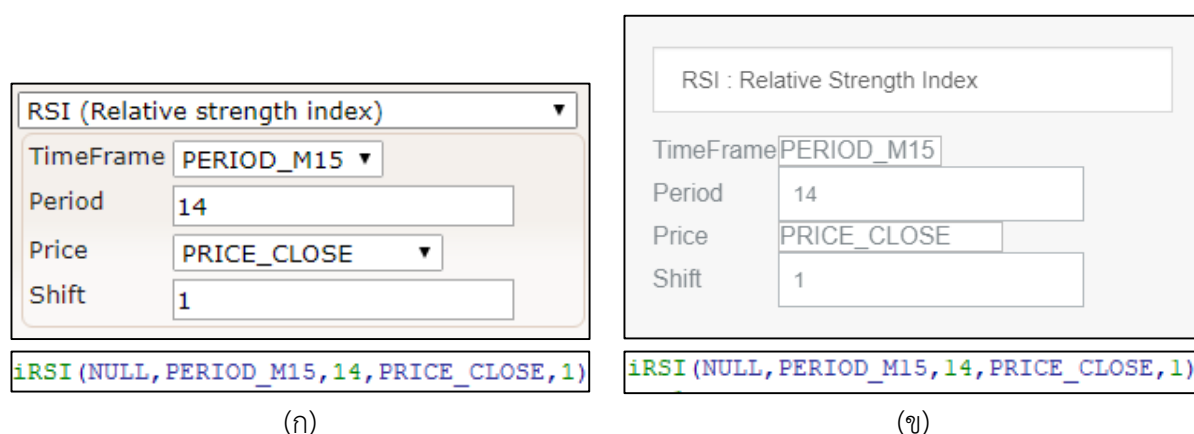 RSI (Relative strength index)
TimeFrame PERIOD_M15
Period 14
Price PRICE_CLOSE
Shift 1
iRSI(NULL,PERIOD_M15,14,PRICE_CLOSE,1)
(ก)
RSI : Relative Strength Index
TimeFrame PERIOD_M15
Period 14
Price PRICE_CLOSE
Shift 1
iRSI(NULL,PERIOD_M15,14,PRICE_CLOSE,1)
(ข)